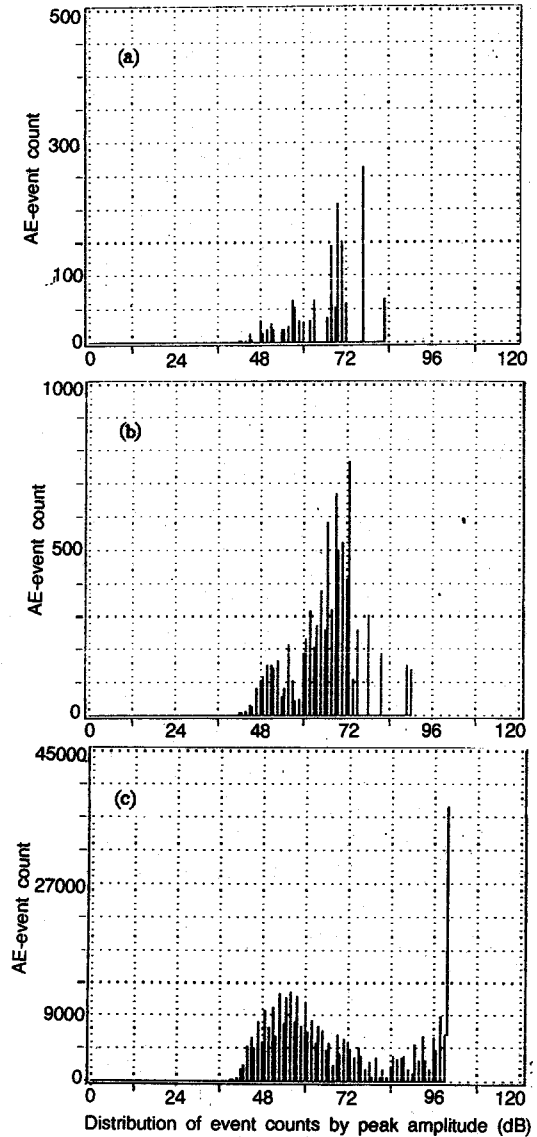 500
(a)
300
AE-event count
100
0 24 48 72 96 120
1000
(b)
500
AE-event count
0
0 24 48 72 96 120
45000
(c)
27000
AE-event count
9000
0
0 24 48 72 96 120
Distribution of event counts by peak amplitude (dB)